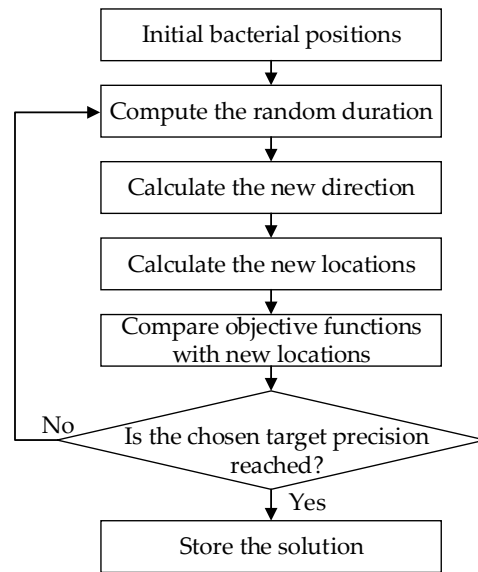 Initial bacterial positions
Compute the random duration
Calculate the new direction
Calculate the new locations
Compare objective functions
with new locations
No
Is the chosen target precision
reached?
Yes
Store the solution